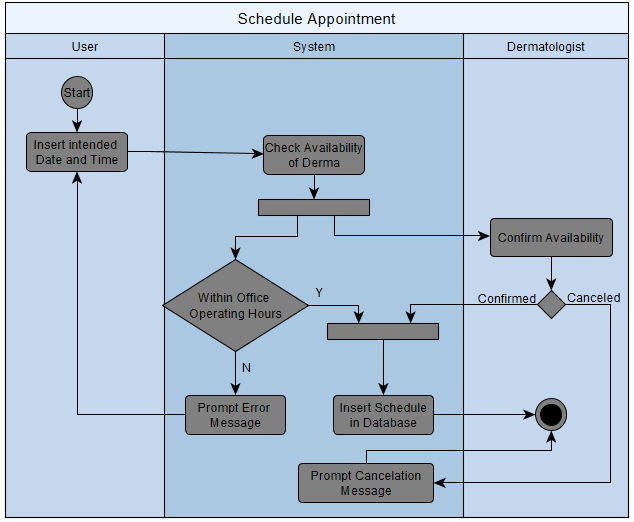 Schedule Appointment
User
System
Dermatologist
Start
Insert intended
Date and Time
Check Availability
of Derma
Confirm Availability
Within Office
Operating Hours
Y
Confirmed
Canceled
N
Prompt Error
Message
Insert Schedule
in Database
Prompt Cancelation
Message